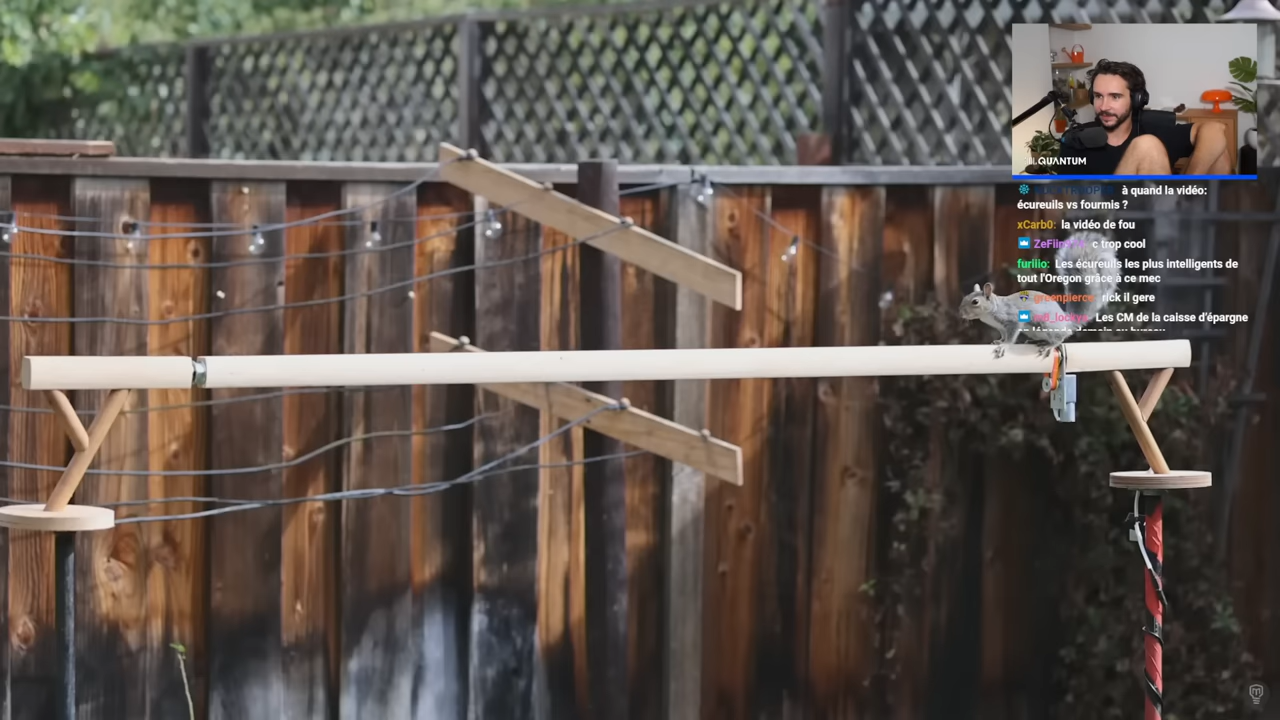 QUANTUM
à quand la vidéo:
écureuils vs fourmis ?
xCarb0: la vidéo de fou
c trop cool
furilio: Les écureuils les plus intelligents de
tout l'Oregon grâce à ce mec
greenpierce rick il gere
Les CM de la caisse d'épargne